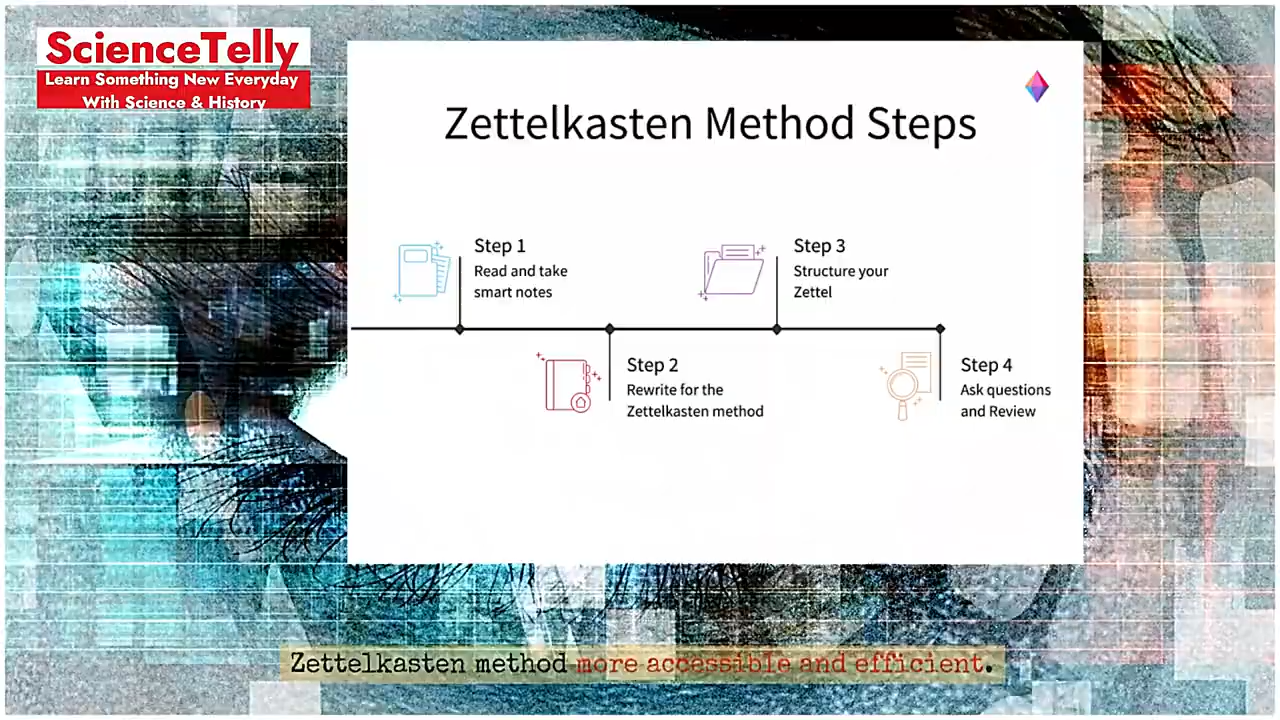 ScienceTelly
Learn Something New Everyday
With Science & History
Zettelkasten Method Steps
Step 1
Read and take
smart notes
Step 2
Rewrite for the
Zettelkasten method
Step 3
Structure your
Zettel
Step 4
Ask questions
and Review
Zettelkasten method more accessible and efficient.